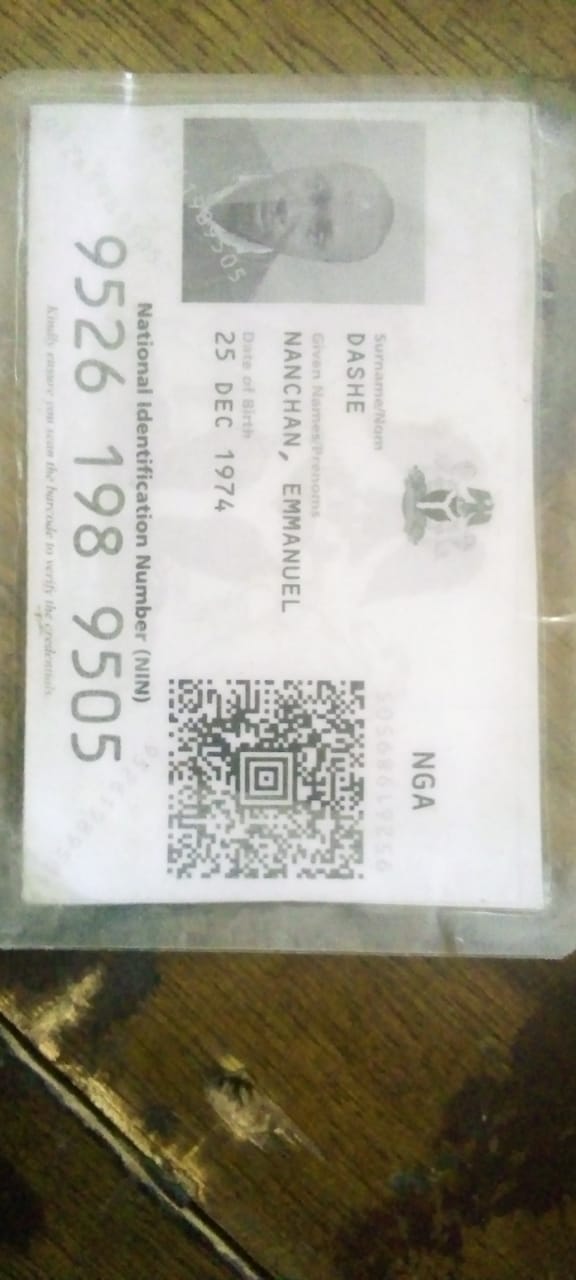 NGA
Surname/Nom
DASHE
Given Names/Prenoms
NANCHAN, EMMANUEL
Date of Birth
25 DEC 1974
National Identification Number (NIN)
9526 198 9505
Kindly ensure you scan the barcode to verify the credentials